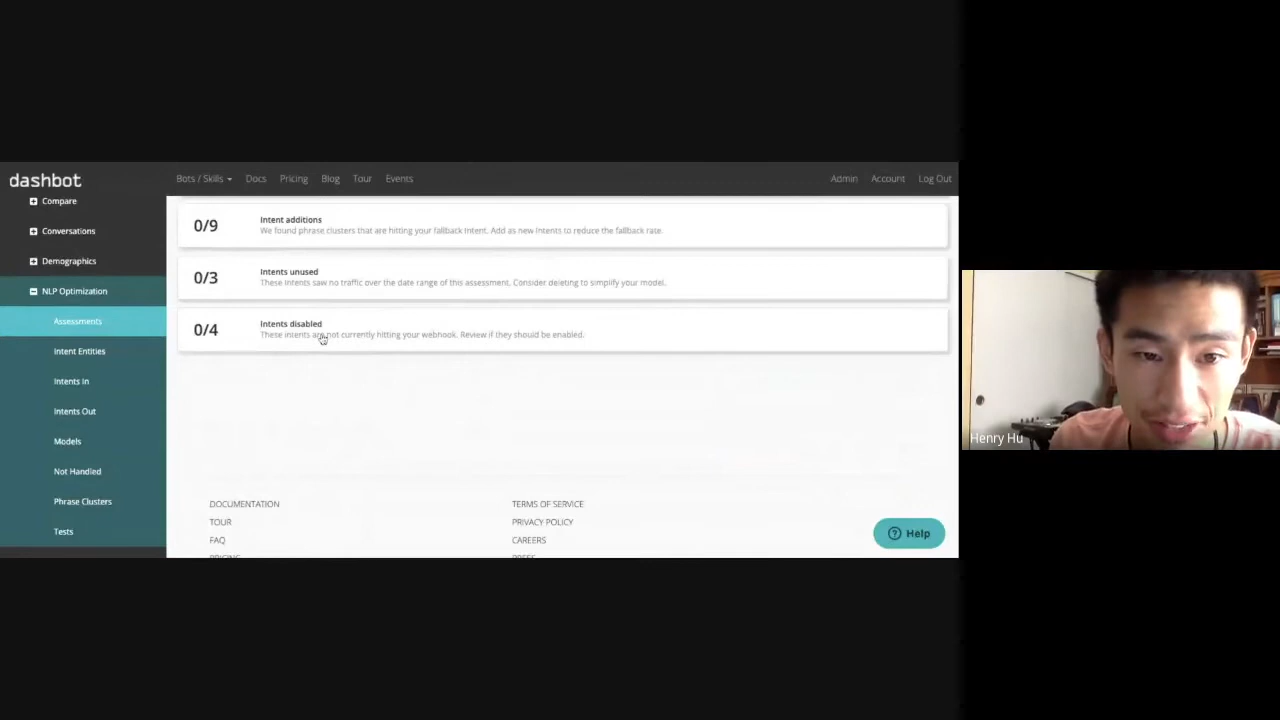 dashbot
Bots / Skills
Docs
Pricing
Blog
Tour
Events
Admin
Account
Log Out
Compare
Conversations
Demographics
NLP Optimization
Assessments
Intent Entities
Intents In
Intents Out
Models
Not Handled
Phrase Clusters
Tests
0/9
Intent additions
We found phrase clusters that are hitting your fallback intent. Add as new intents to reduce the fallback rate.
0/3
Intents unused
These intents saw no traffic over the date range of this assessment. Consider deleting to simplify your model.
0/4
Intents disabled
These intents are not currently hitting your webhook. Review if they should be enabled.
DOCUMENTATION
TOUR
FAQ
PRICING
TERMS OF SERVICE
PRIVACY POLICY
CAREERS
PRESS
Help
Henry Hu